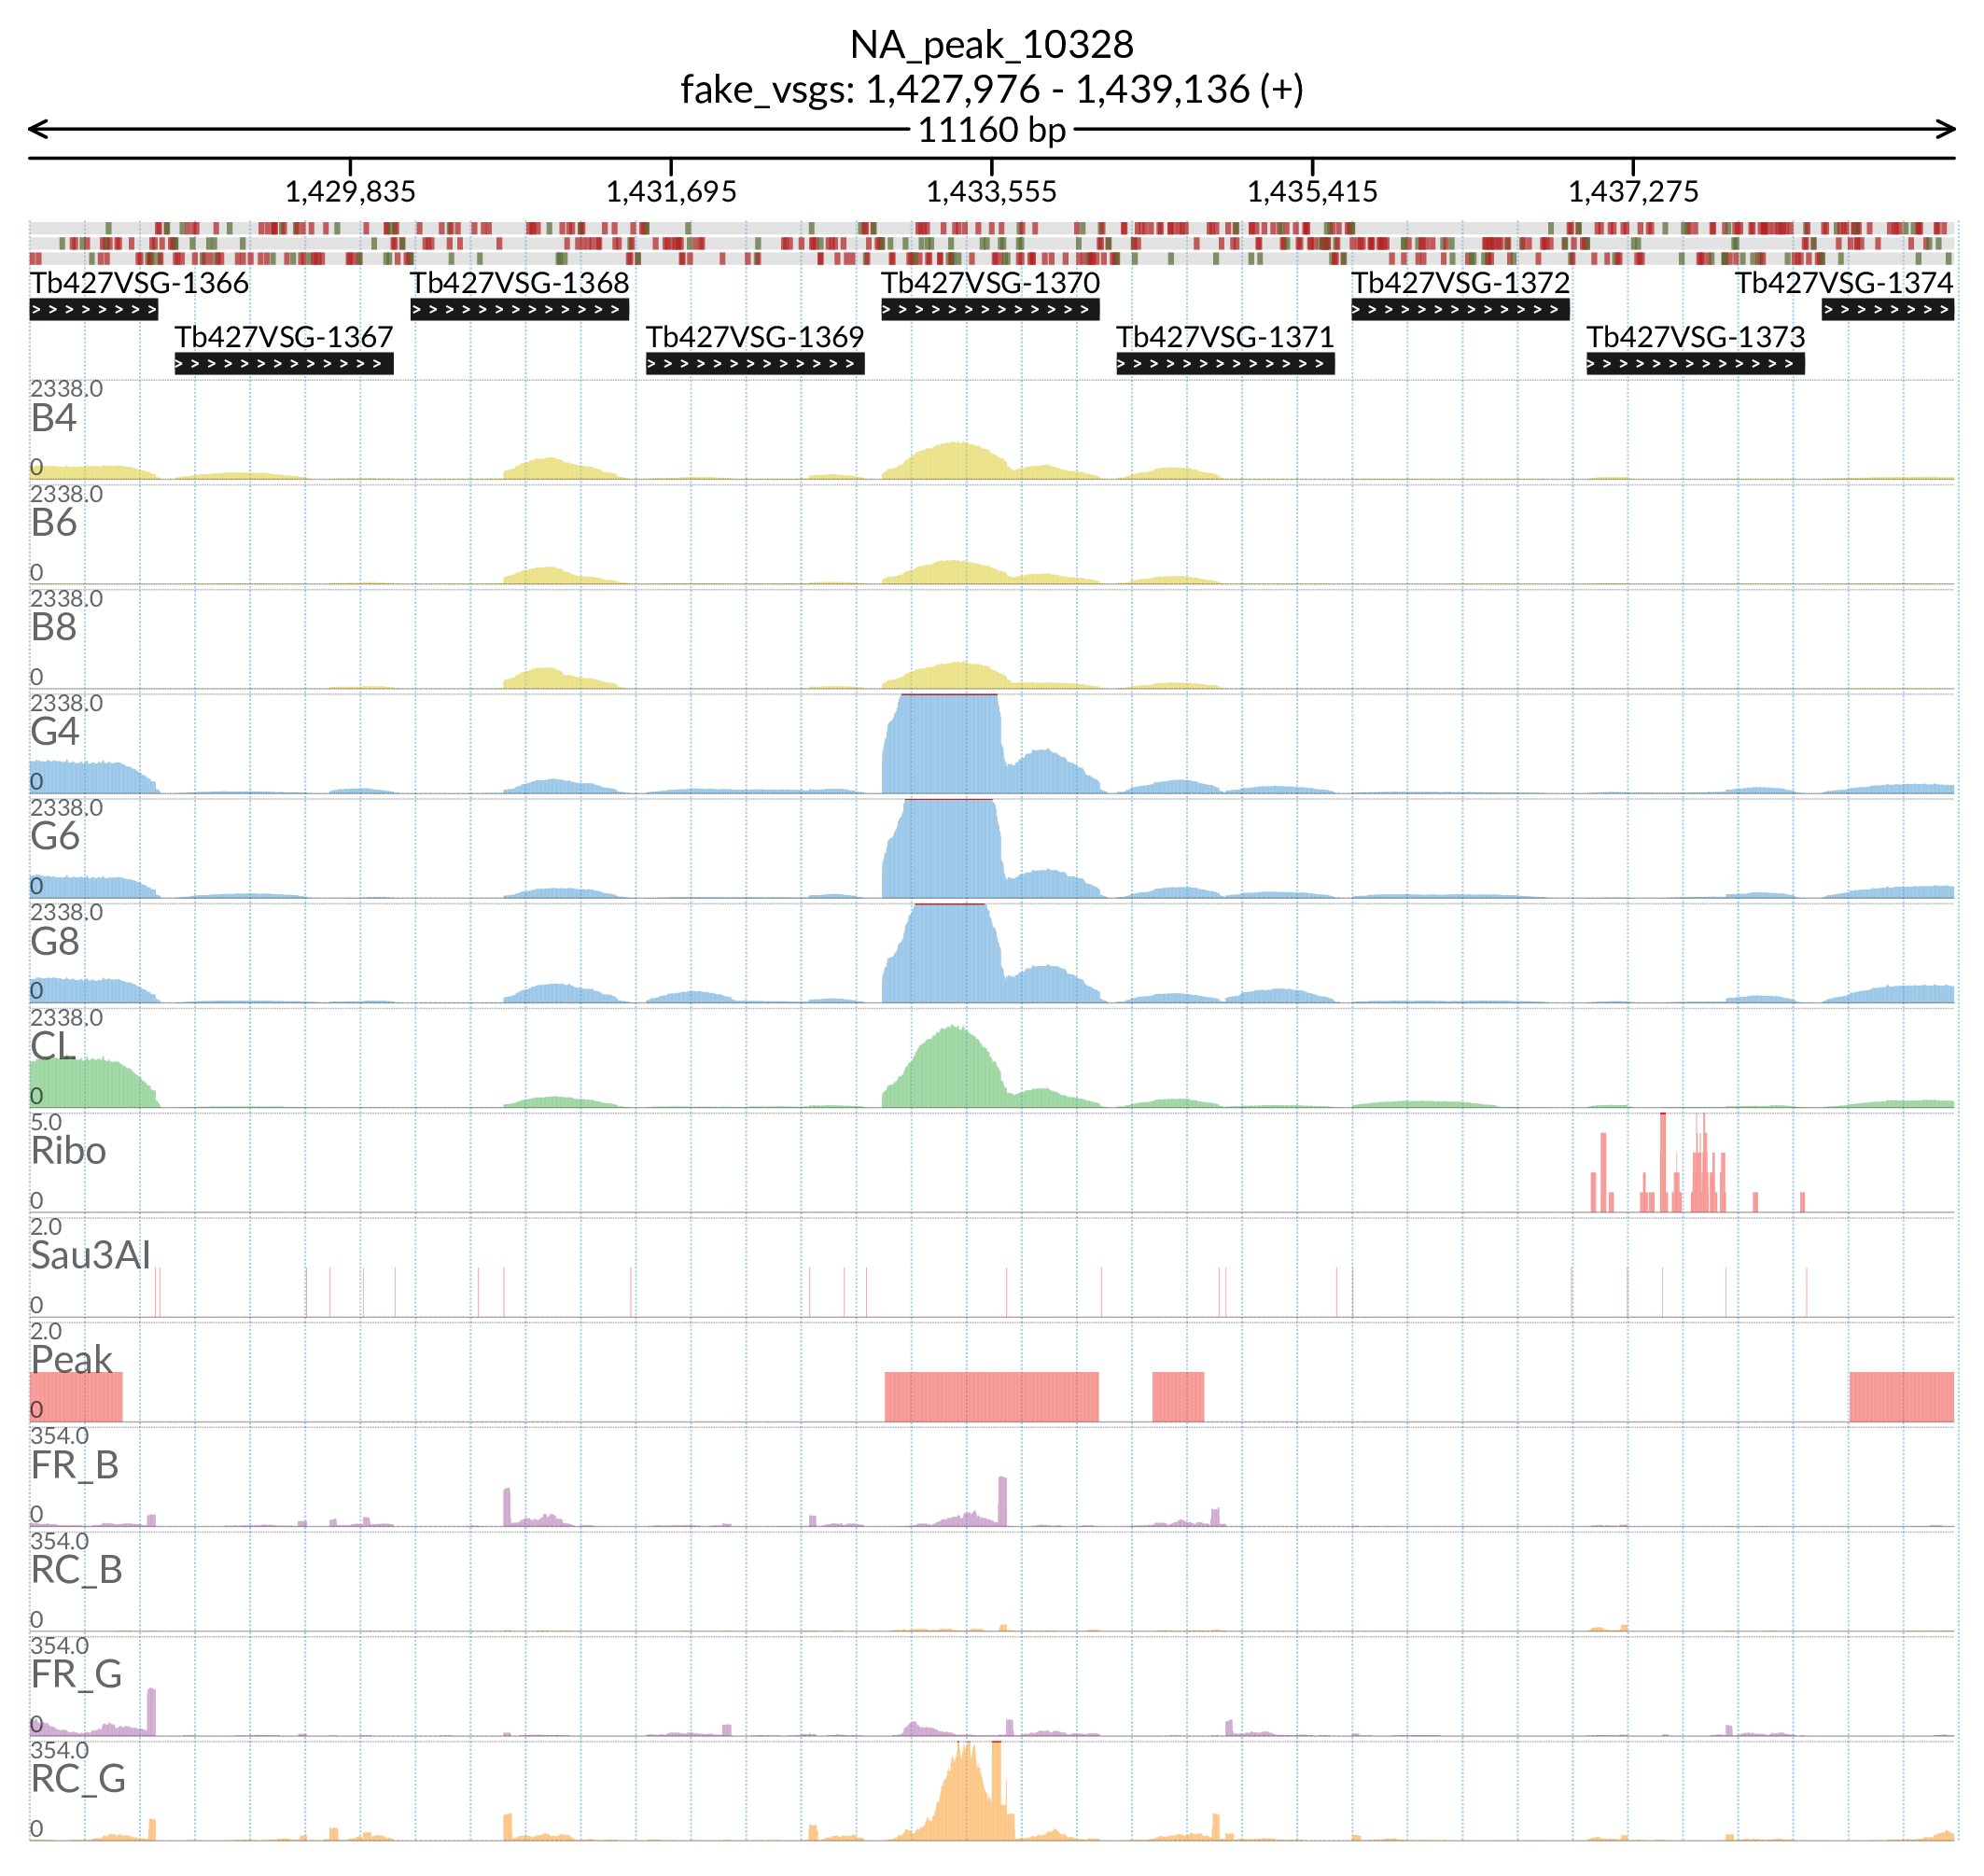 NA_peak_10328
fake_vsgs: 1,427,976 - 1,439,136 (+)
11160 bp
1,429,835 1,431,695 1,433,555 1,435,415 1,437,275
Tb427VSG-1366 Tb427VSG-1368 Tb427VSG-1370 Tb427VSG-1372 Tb427VSG-1374
Tb427VSG-1367 Tb427VSG-1369 Tb427VSG-1371 Tb427VSG-1373
2338.0
B4
0
2338.0
B6
0
2338.0
B8
0
2338.0
G4
0
2338.0
G6
0
2338.0
G8
0
2338.0
CL
0
5.0
Ribo
0
2.0
Sau3AI
0
2.0
Peak
0
354.0
FR_B
0
354.0
RC_B
0
354.0
FR_G
0
354.0
RC_G
0